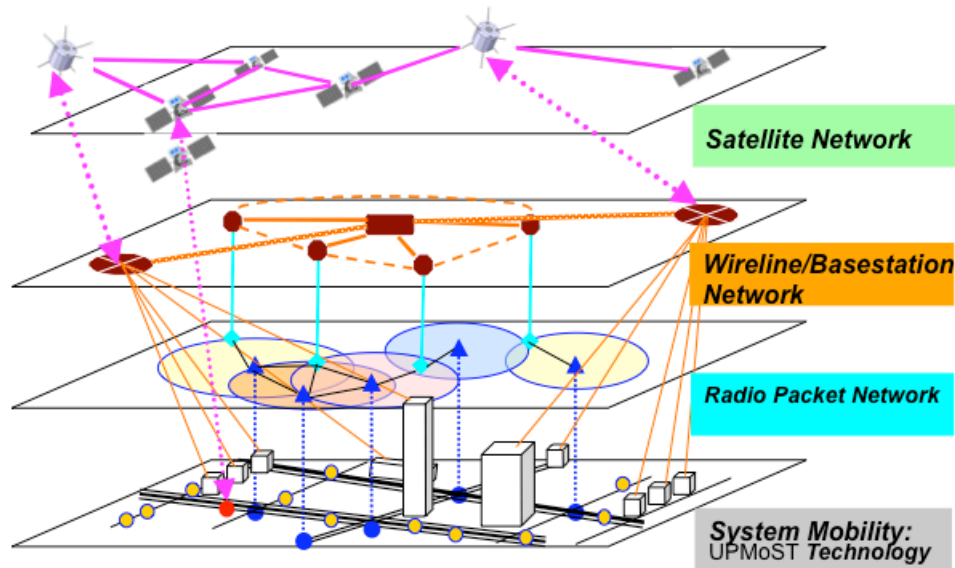 Satellite Network
Wireline/Basestation
Network
Radio Packet Network
System Mobility:
UPMoST Technology